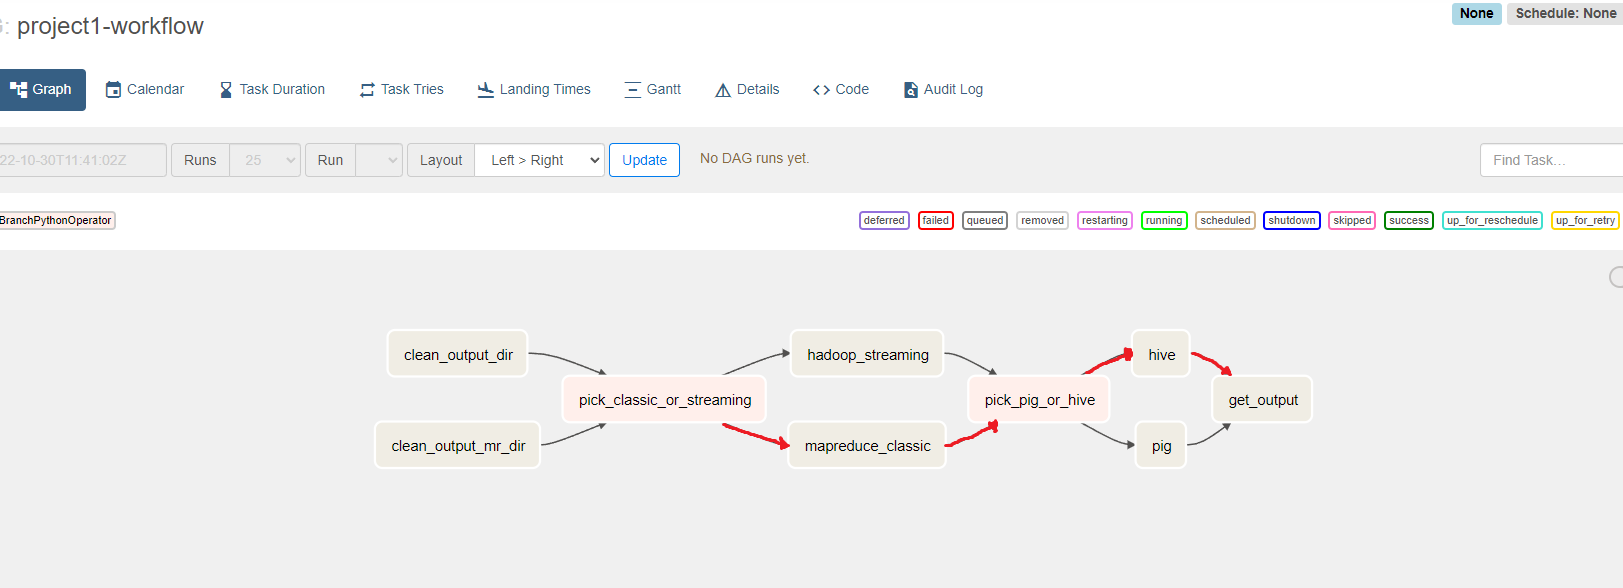 : project1-workflow
None Schedule: None
Graph Calendar Task Duration Task Tries Landing Times Gantt Details Code Audit Log
22-10-30T11:41:02Z Runs 25 Run Layout Left > Right Update No DAG runs yet. Find Task...
BranchPythonOperator deferred failed queued removed restarting running scheduled shutdown skipped success up_for_reschedule up_for_retry
clean_output_dir hadoop_streaming hive
pick_classic_or_streaming pick_pig_or_hive get_output
clean_output_mr_dir mapreduce_classic pig